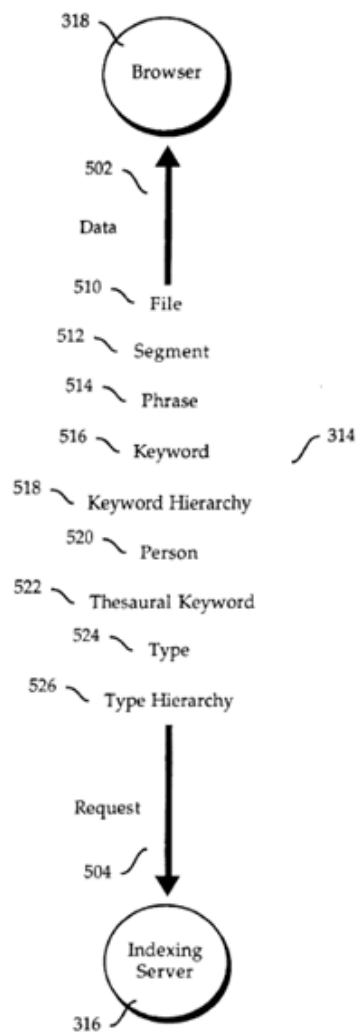 318
Browser
502
Data
510
File
512
Segment
514
Phrase
516
Keyword
314
518
Keyword Hierarchy
520
Person
522
Thesaural Keyword
524
Type
526
Type Hierarchy
Request
504
Indexing
Server
316